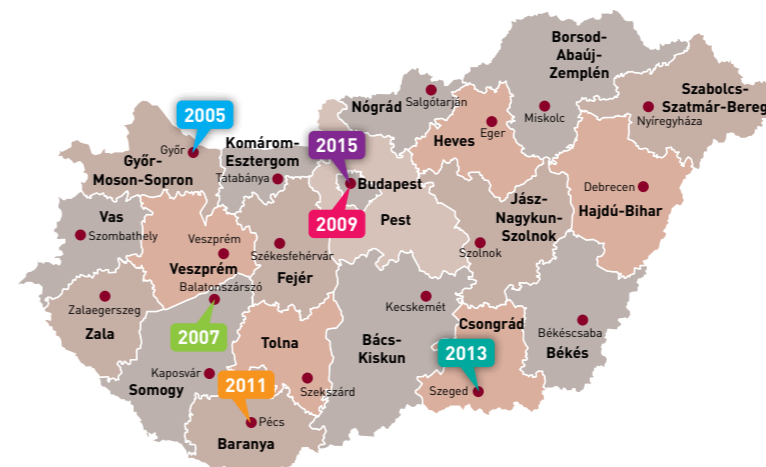 Borsod-
Abaúj-
Zemplén
Szabolcs-
Szatmár-Bereg
Nógrád
Salgótarján
Miskolc
Nyíregyháza
2005
Komárom-
Esztergom
2015
Heves
Eger
Győr
Győr-
Moson-Sopron
Tatabánya
Budapest
Debrecen
Hajdú-Bihar
Jász-
Nagykun-
Szolnok
Vas
Szombathely
2009
Pest
Veszprém
Veszprém
Székesfehérvár
Fejér
Szolnok
Balatonszárszó
Zalaegerszeg
Zala
Kecskemét
2007
Tolna
Bács-
Kiskun
Csongrád
Békéscsaba
Békés
2013
Kaposvár
Somogy
2011
Szekszárd
Szeged
Pécs
Baranya